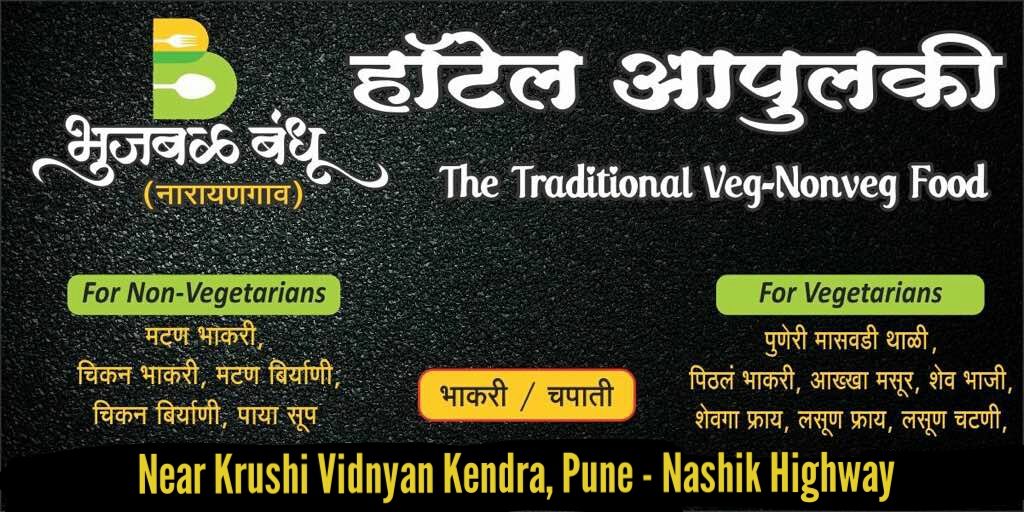 भुजबळ बंधू
(नारायणगाव)
हॉटेल आपुलकी
The Traditional Veg-Nonveg Food
For Non-Vegetarians
मटण भाकरी,
चिकन भाकरी, मटण बिर्याणी,
चिकन बिर्याणी, पाया सूप
भाकरी / चपाती
For Vegetarians
पुणेरी मासवडी थाळी,
पिठलं भाकरी, आख्खा मसूर, शेव भाजी,
शेवगा फ्राय, लसूण फ्राय, लसूण चटणी,
Near Krushi Vidnyan Kendra, Pune - Nashik Highway